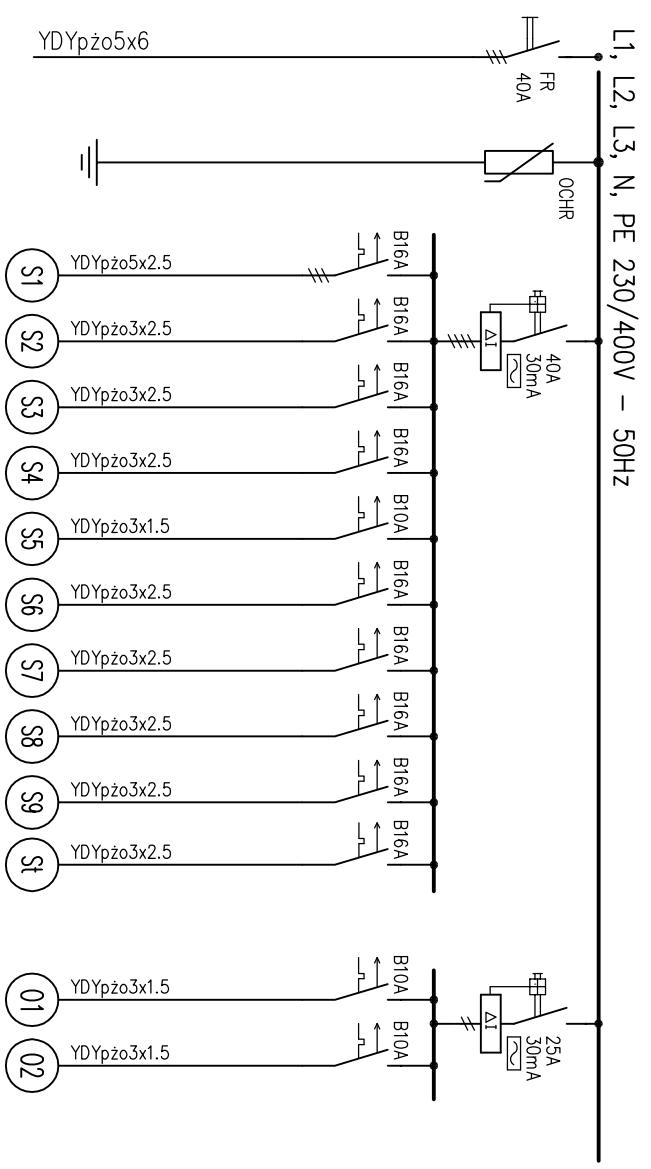 L1, L2, L3, N, PE 230/400V - 50Hz
YDYpżo5x6
FR
40A
OCHR
40A
30mA
ΔI
B16A
YDYpżo5x2.5
S1
B16A
YDYpżo3x2.5
S2
B16A
YDYpżo3x2.5
S3
B16A
YDYpżo3x2.5
S4
B10A
YDYpżo3x1.5
S5
B16A
YDYpżo3x2.5
S6
B16A
YDYpżo3x2.5
S7
B16A
YDYpżo3x2.5
S8
B16A
YDYpżo3x2.5
S9
B16A
YDYpżo3x2.5
St
25A
30mA
ΔI
B10A
YDYpżo3x1.5
O1
B10A
YDYpżo3x1.5
O2